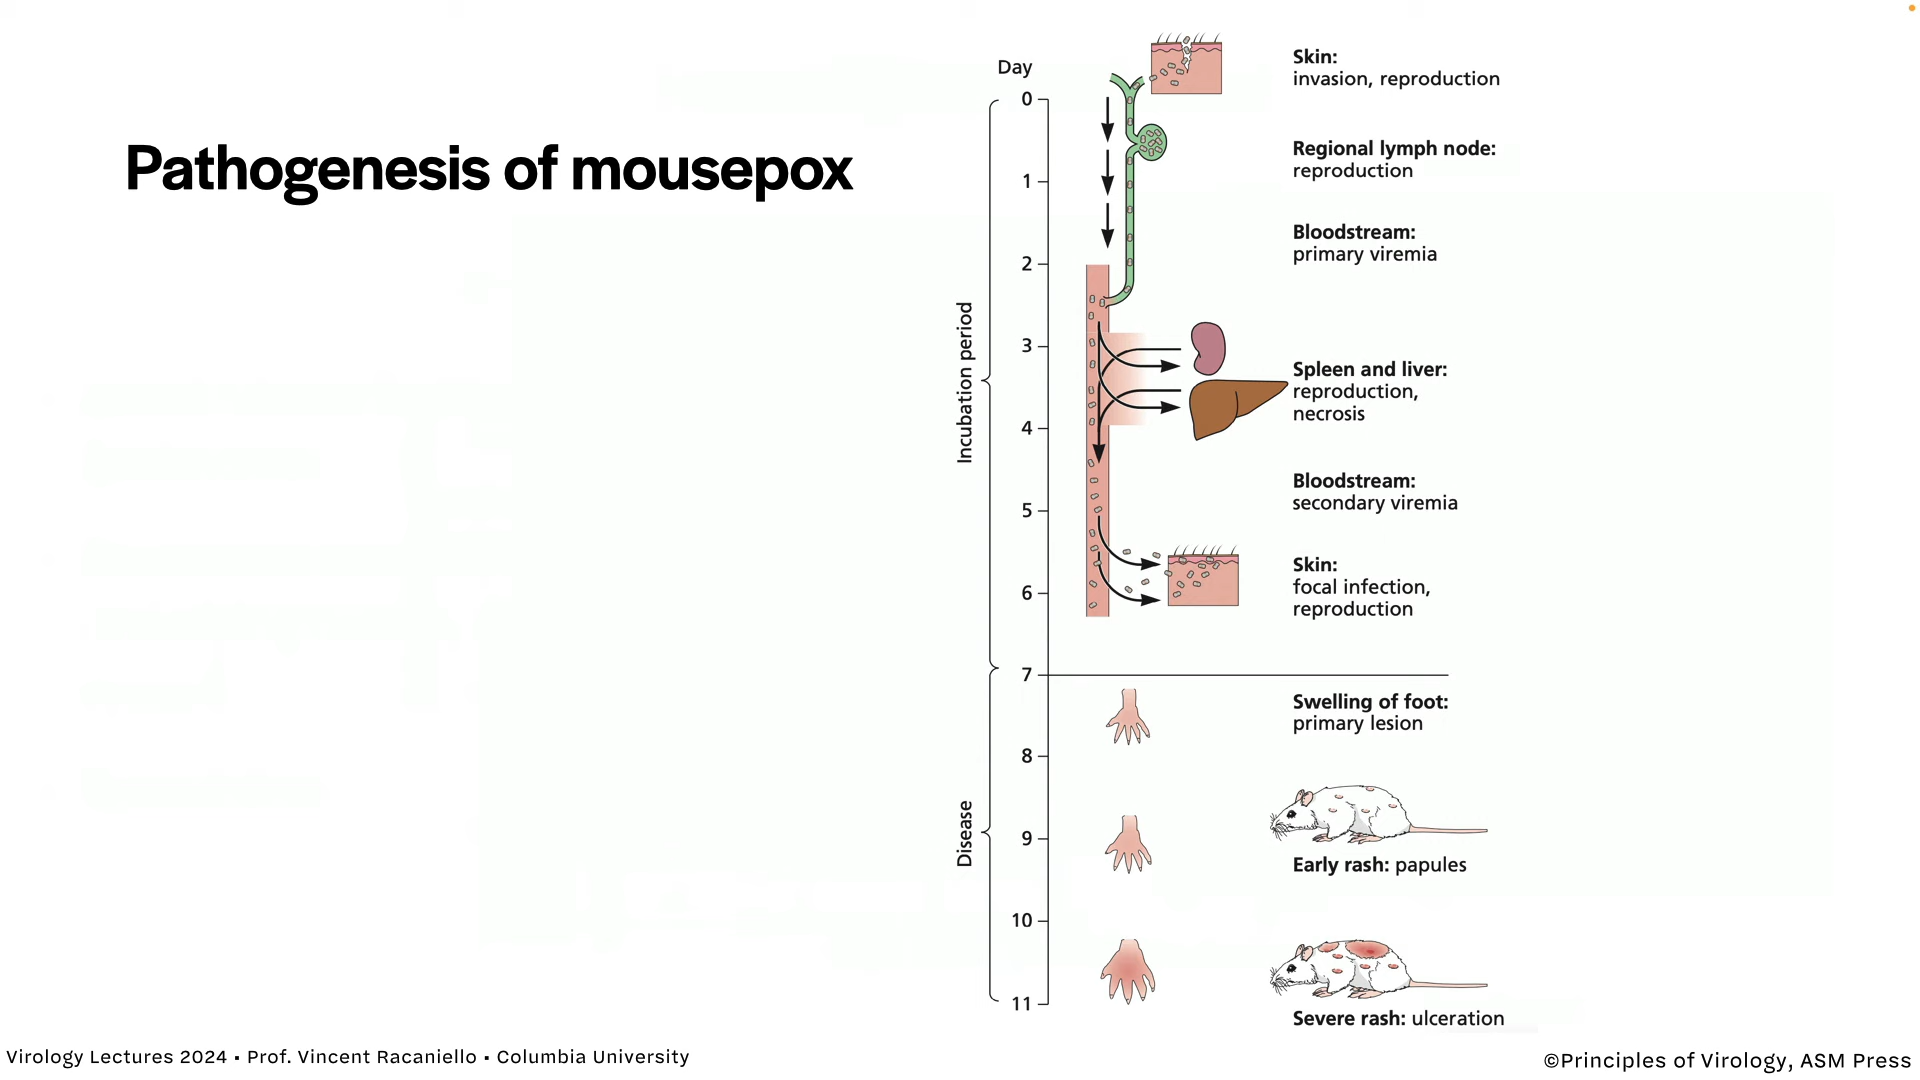 Pathogenesis of mousepox
Day
0
1
2
3
4
5
6
7
8
9
10
11
Incubation period
Disease
Skin:
invasion, reproduction
Regional lymph node:
reproduction
Bloodstream:
primary viremia
Spleen and liver:
reproduction,
necrosis
Bloodstream:
secondary viremia
Skin:
focal infection,
reproduction
Swelling of foot:
primary lesion
Early rash: papules
Severe rash: ulceration
Virology Lectures 2024 • Prof. Vincent Racaniello • Columbia University
©Principles of Virology, ASM Press